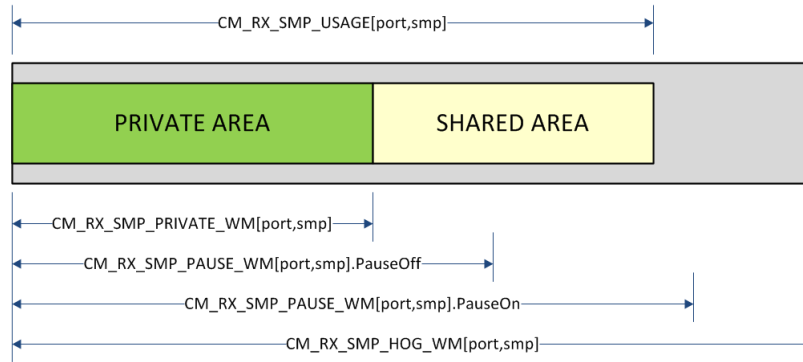 CM_RX_SMP_USAGE[port,smp]
PRIVATE AREA
SHARED AREA
CM_RX_SMP_PRIVATE_WM[port,smp]
CM_RX_SMP_PAUSE_WM[port,smp].PauseOff
CM_RX_SMP_PAUSE_WM[port,smp].PauseOn
CM_RX_SMP_HOG_WM[port,smp]